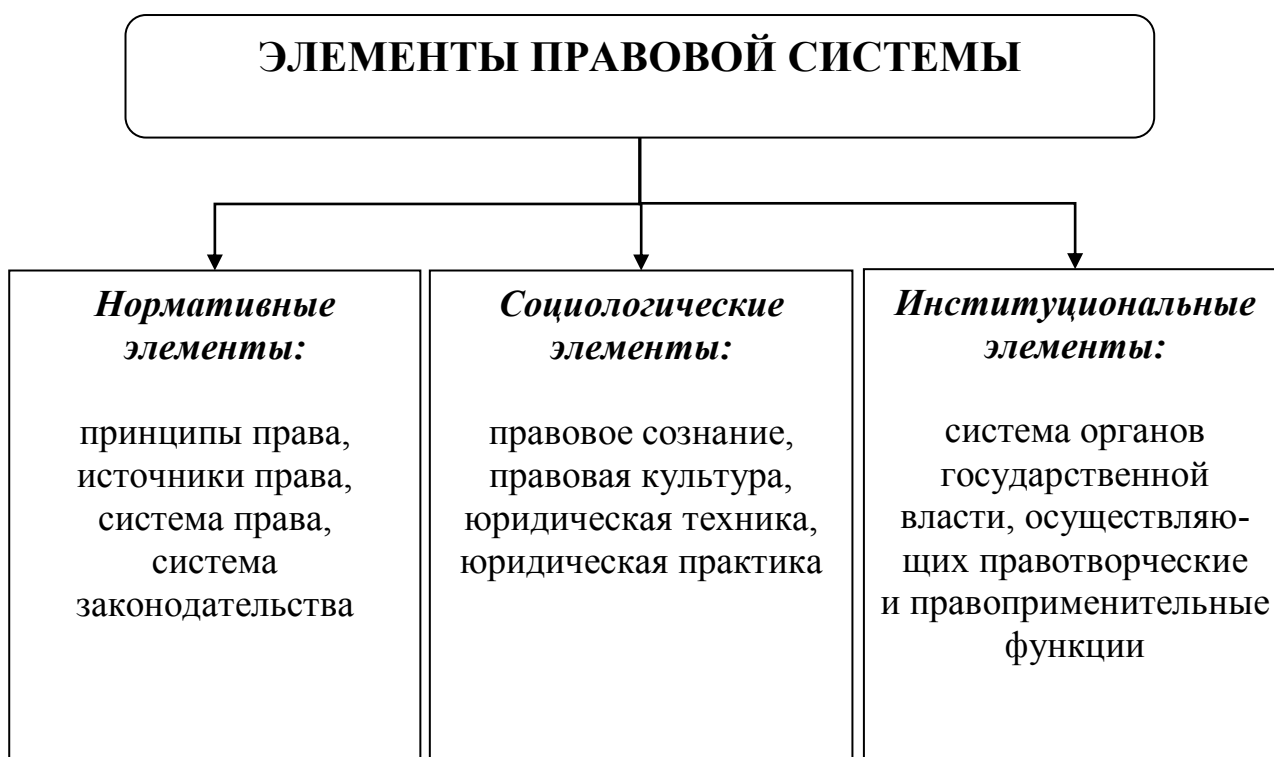 ЭЛЕМЕНТЫ ПРАВОВОЙ СИСТЕМЫ
Нормативные
элементы:
принципы права,
источники права,
система права,
система
законодательства
Социологические
элементы:
правовое сознание,
правовая культура,
юридическая техника,
юридическая практика
Институциональные
элементы:
система органов
государственной
власти, осуществляю-
щих правотворческие
и правоприменительные
функции